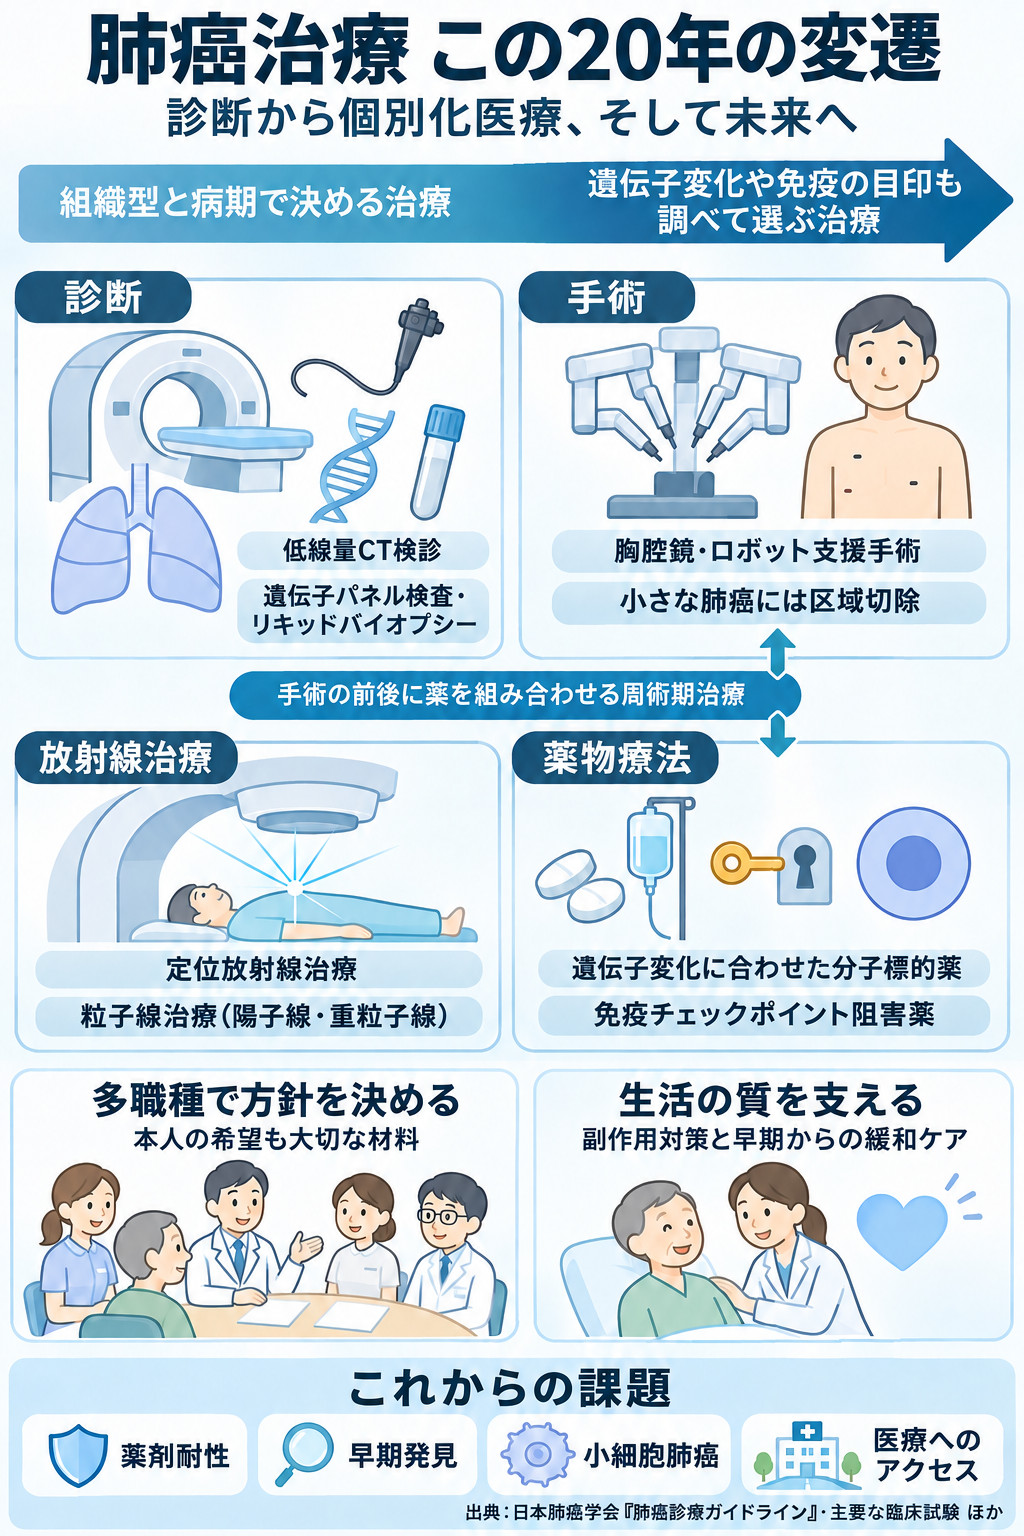 肺癌治療 この20年の変遷
診断から個別化医療、そして未来へ
組織型と病期で決める治療
遺伝子変化や免疫の目印も
調べて選ぶ治療
診断
低線量CT検診
遺伝子パネル検査・
リキッドバイオプシー
手術
胸腔鏡・ロボット支援手術
小さな肺癌には区域切除
手術の前後に薬を組み合わせる周術期治療
放射線治療
定位放射線治療
粒子線治療(陽子線・重粒子線)
薬物療法
遺伝子変化に合わせた分子標的薬
免疫チェックポイント阻害薬
多職種で方針を決める
本人の希望も大切な材料
生活の質を支える
副作用対策と早期からの緩和ケア
これからの課題
薬剤耐性
早期発見
小細胞肺癌
医療への
アクセス
出典:日本肺癌学会『肺癌診療ガイドライン』・主要な臨床試験 ほか